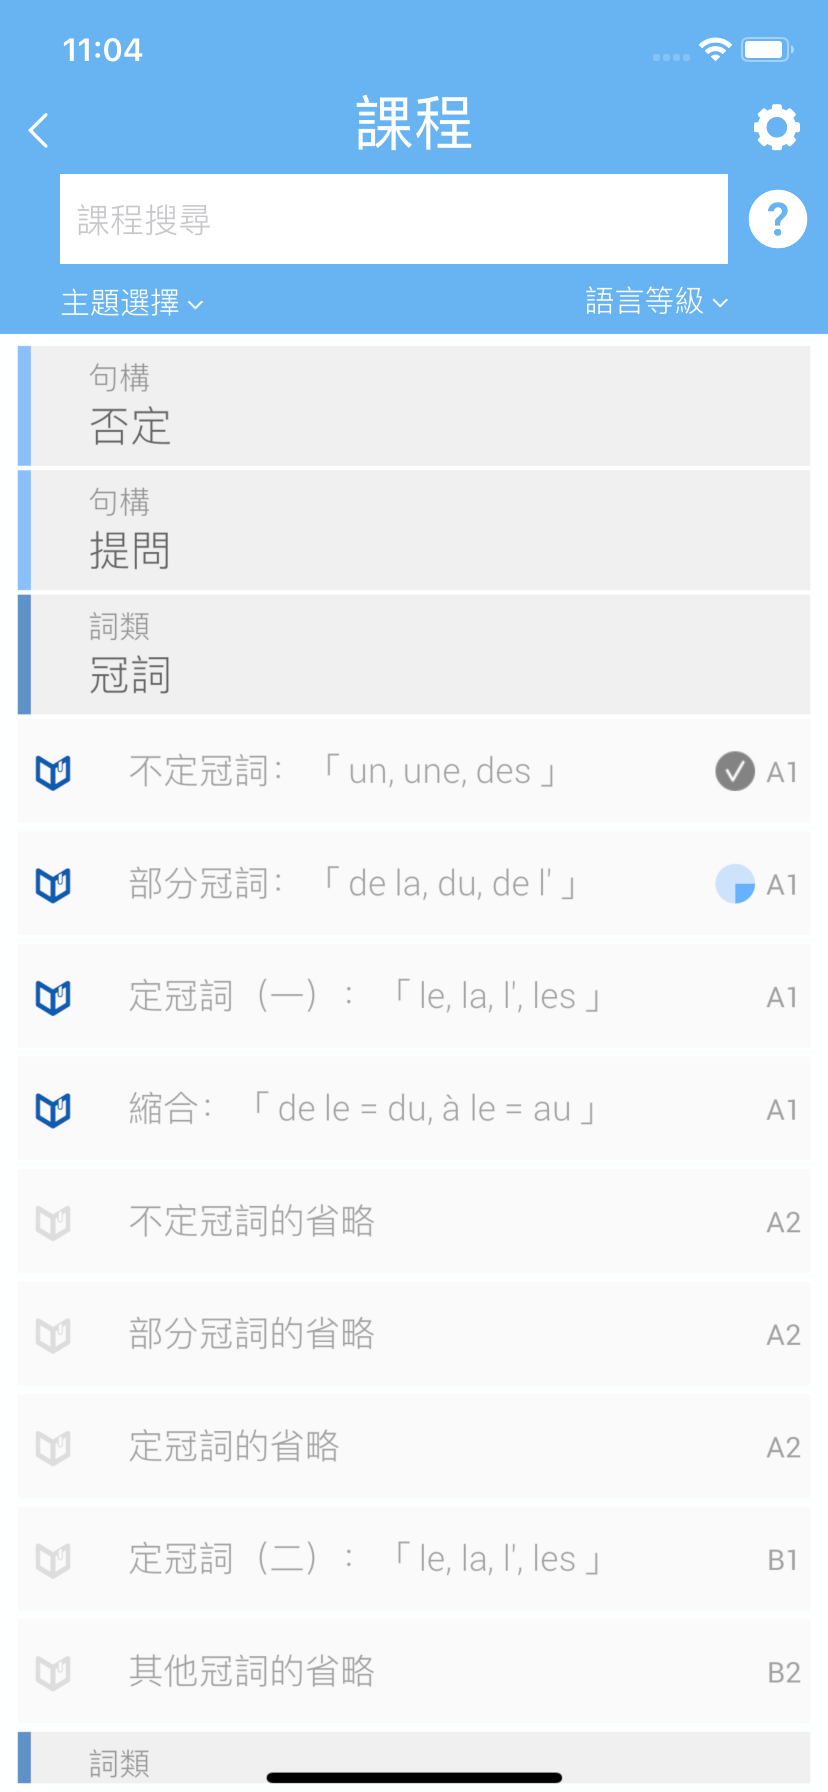 11:04
課程
課程搜尋
?
主題選擇 語言等級
句構
否定
句構
提問
詞類
冠詞
不定冠詞：「 un, une, des 」 A1
部分冠詞：「 de la, du, de l' 」 A1
定冠詞（一）：「 le, la, l', les 」 A1
縮合：「 de le = du, à le = au 」 A1
不定冠詞的省略 A2
部分冠詞的省略 A2
定冠詞的省略 A2
定冠詞（二）：「 le, la, l', les 」 B1
其他冠詞的省略 B2
詞類